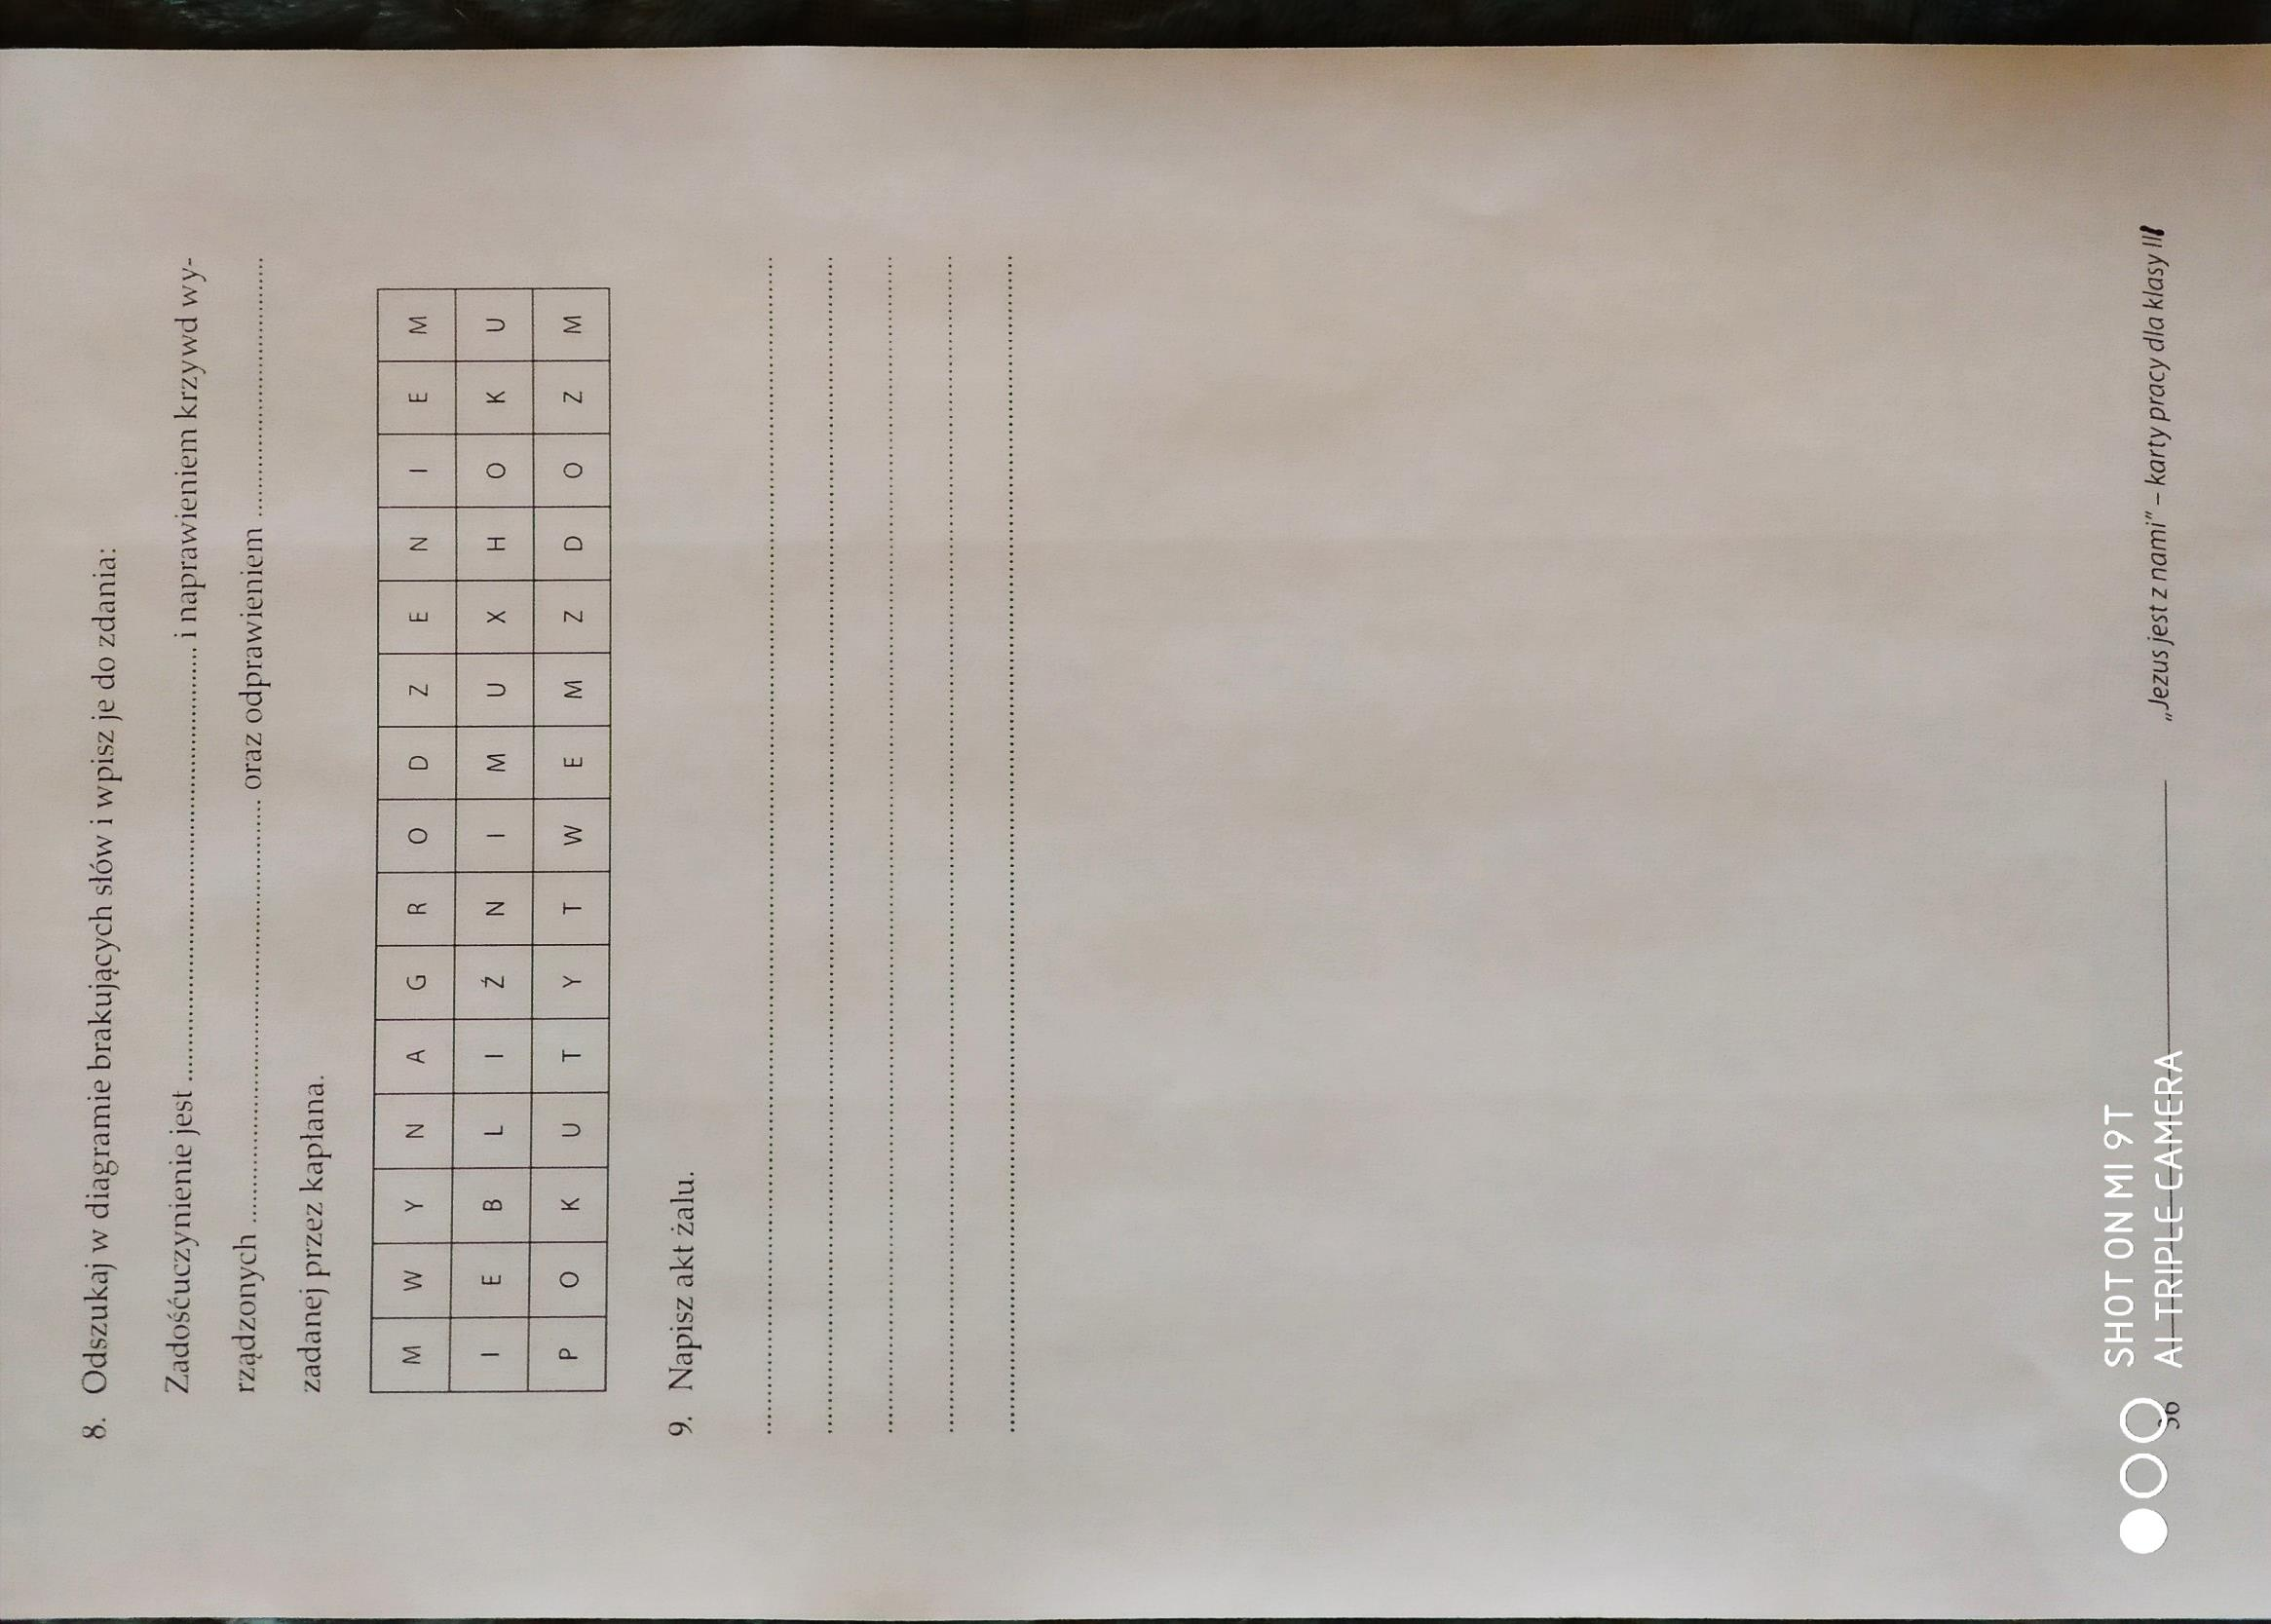 8. Odszukaj w diagramie brakujących słów i wpisz je do zdania:
Zadośćuczynienie jest ........................................ i naprawieniem krzywd wy-
rządzonych ........................................ oraz odprawieniem ........................................
zadanej przez kapłana.
M W Y N A G R O D Z E N I E M
I E B L I Ź N I M U X H O K U
P O K U T Y T W E M Z D O Z M
9. Napisz akt żalu.
36 „Jezus jest z nami” – karty pracy dla klasy III
SHOT ON MI 9T
AI TRIPLE CAMERA